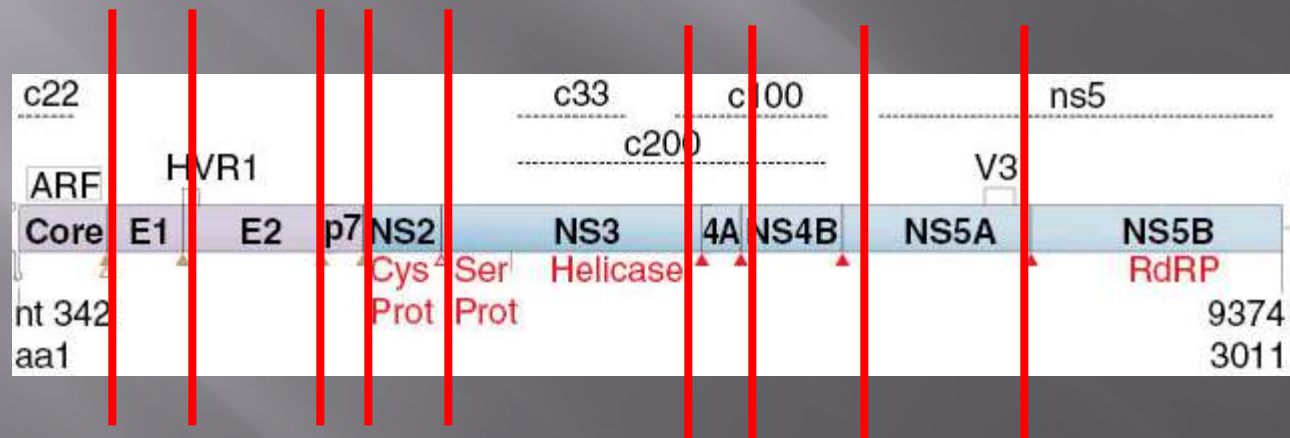 c22 c33 c100 ns5
c200
HVR1 V3
ARF
Core E1 E2 p7 NS2 NS3 4A NS4B NS5A NS5B
Cys Ser Helicase RdRP
Prot Prot
nt 342 9374
aa1 3011